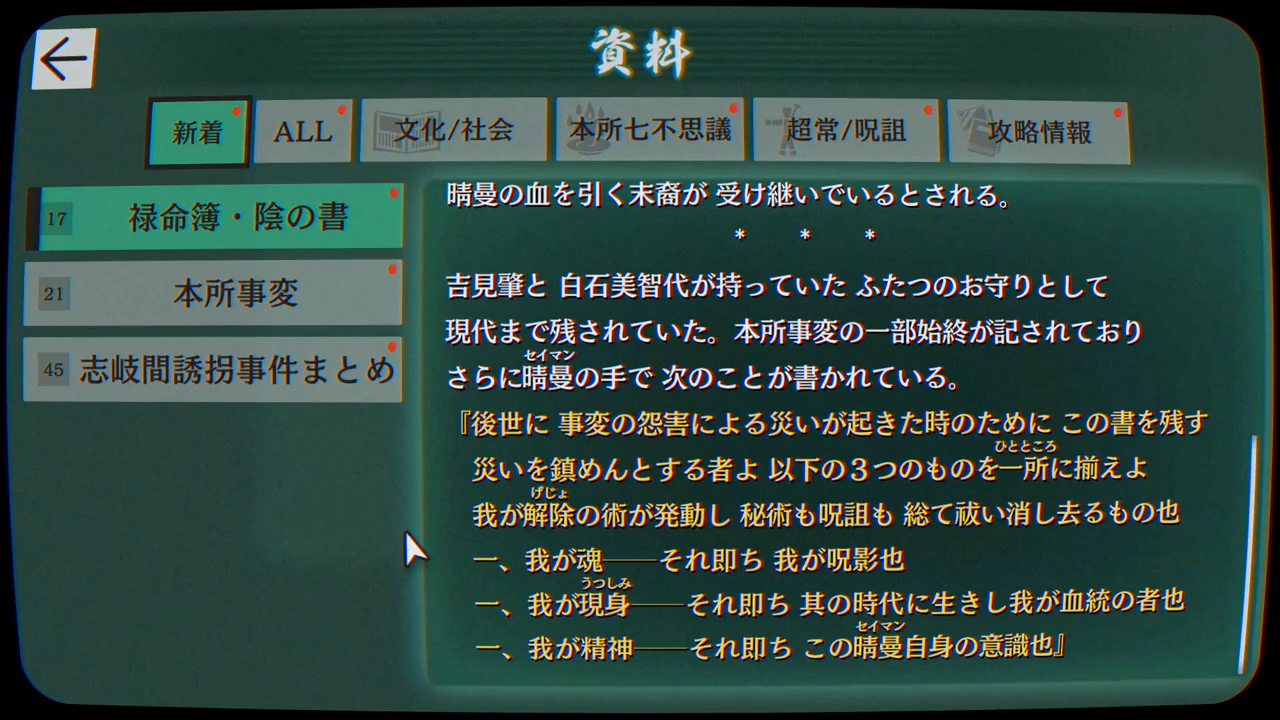 資料
新着
ALL
文化/社会
本所七不思議
超常/呪詛
攻略情報
17 禄命簿・陰の書
21 本所事変
45 志岐間誘拐事件まとめ
晴曼の血を引く末裔が 受け継いでいるとされる。
* * *
吉見肇と 白石美智代が持っていた ふたつのお守りとして
現代まで残されていた。本所事変の一部始終が記されており
セイマン
さらに晴曼の手で 次のことが書かれている。
『後世に 事変の怨害による災いが起きた時のために この書を残す
ひとところ
災いを鎮めんとする者よ 以下の３つのものを一所に揃えよ
げじょ
我が解除の術が発動し 秘術も呪詛も 総て祓い消し去るもの也
一、我が魂――それ即ち 我が呪影也
うつしみ
一、我が現身――それ即ち 其の時代に生きし我が血統の者也
セイマン
一、我が精神――それ即ち この晴曼自身の意識也』